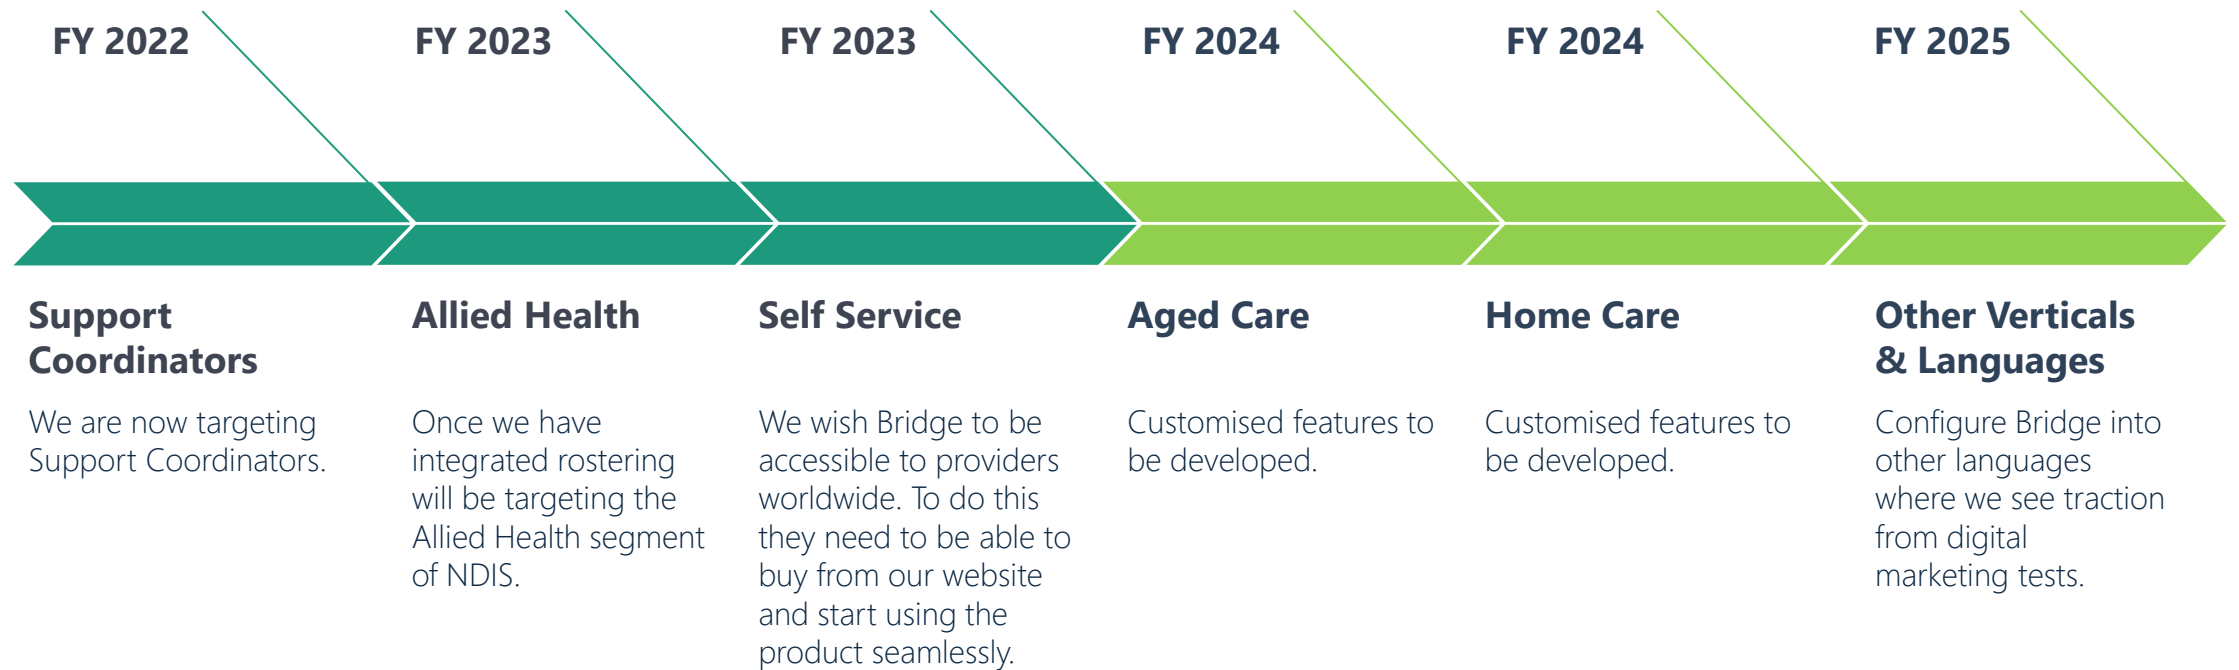 FY 2022
FY 2023
FY 2023
FY 2024
FY 2024
FY 2025
Support
Coordinators
We are now targeting
Support Coordinators.
Allied Health
Once we have
integrated rostering
will be targeting the
Allied Health segment
of NDIS.
Self Service
We wish Bridge to be
accessible to providers
worldwide. To do this
they need to be able to
buy from our website
and start using the
product seamlessly.
Aged Care
Customised features to
be developed.
Home Care
Customised features to
be developed.
Other Verticals
& Languages
Configure Bridge into
other languages
where we see traction
from digital
marketing tests.